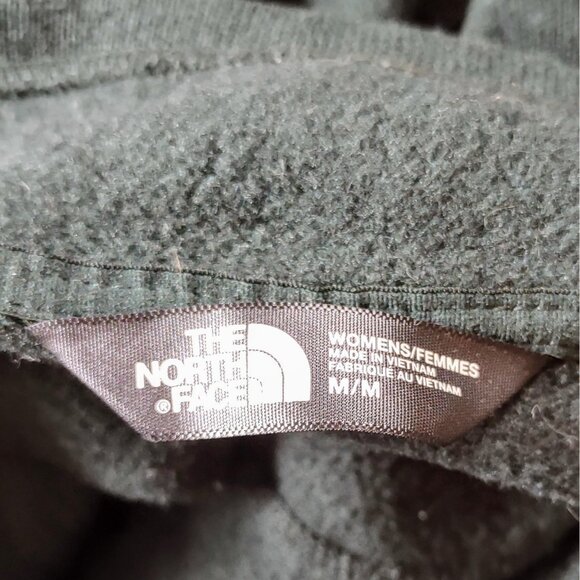 THE
NORTH
®FACE
WOMENS/FEMMES
MADE IN VIETNAM
FABRIQUÉ AU VIETNAM
M/M